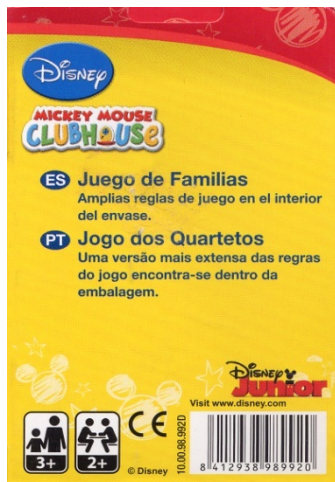 Disney
MICKEY MOUSE
CLUBHOUSE
ES Juego de Familias
Amplias reglas de juego en el interior
del envase.
PT Jogo dos Quartetos
Uma versão mais extensa das regras
do jogo encontra-se dentro da
embalagem.
Disney
Junior
Visit www.disney.com
3+
2+
CE
© Disney
10.00.98.992D
8 412938 989920